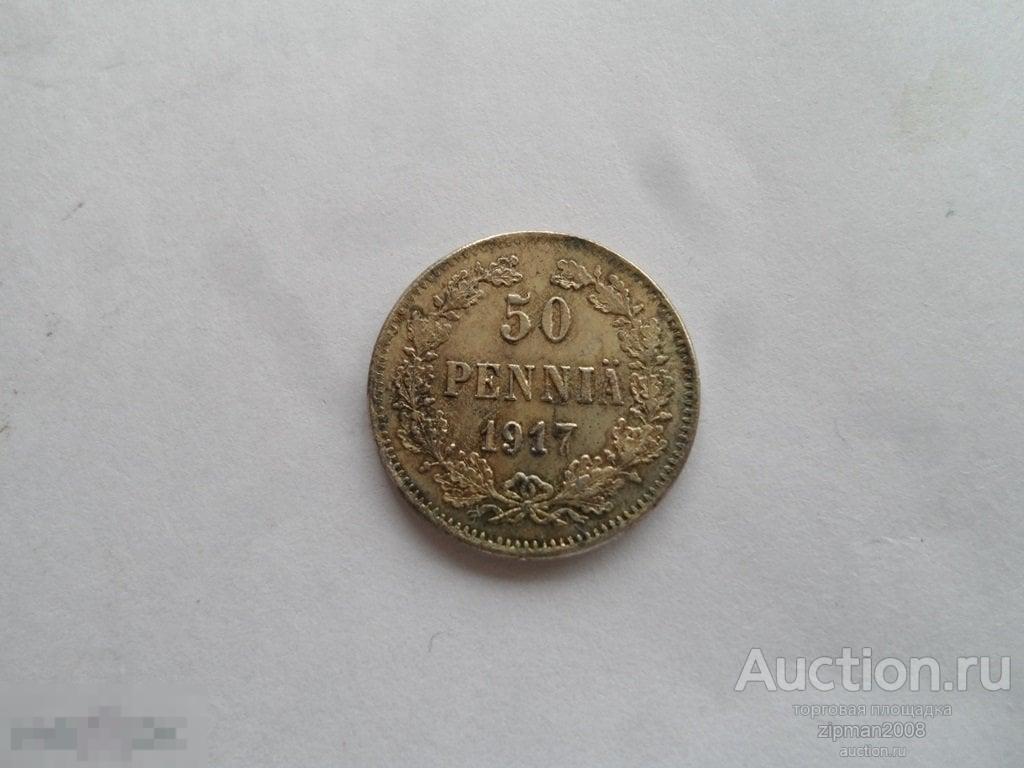 50
PENNIÄ
1917
Auction.ru
торговая площадка
zipman2008
auction.ru